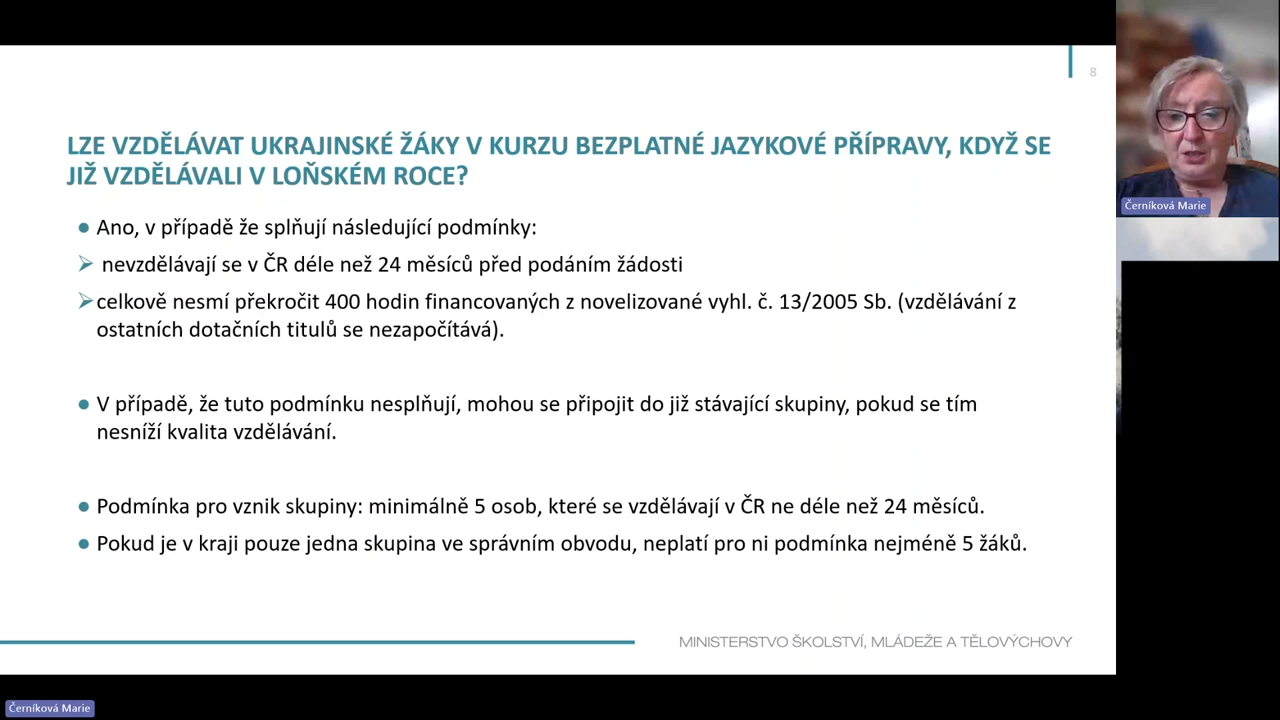 8
LZE VZDĚLÁVAT UKRAJINSKÉ ŽÁKY V KURZU BEZPLATNÉ JAZYKOVÉ PŘÍPRAVY, KDYŽ SE
JIŽ VZDĚLÁVALI V LOŇSKÉM ROCE?
● Ano, v případě že splňují následující podmínky:
➢ nevzdělávají se v ČR déle než 24 měsíců před podáním žádosti
➢ celkově nesmí překročit 400 hodin financovaných z novelizované vyhl. č. 13/2005 Sb. (vzdělávání z
ostatních dotačních titulů se nezapočítává).
● V případě, že tuto podmínku nesplňují, mohou se připojit do již stávající skupiny, pokud se tím
nesníží kvalita vzdělávání.
● Podmínka pro vznik skupiny: minimálně 5 osob, které se vzdělávají v ČR ne déle než 24 měsíců.
● Pokud je v kraji pouze jedna skupina ve správním obvodu, neplatí pro ni podmínka nejméně 5 žáků.
MINISTERSTVO ŠKOLSTVÍ, MLÁDEŽE A TĚLOVÝCHOVY
Černíková Marie
Černíková Marie